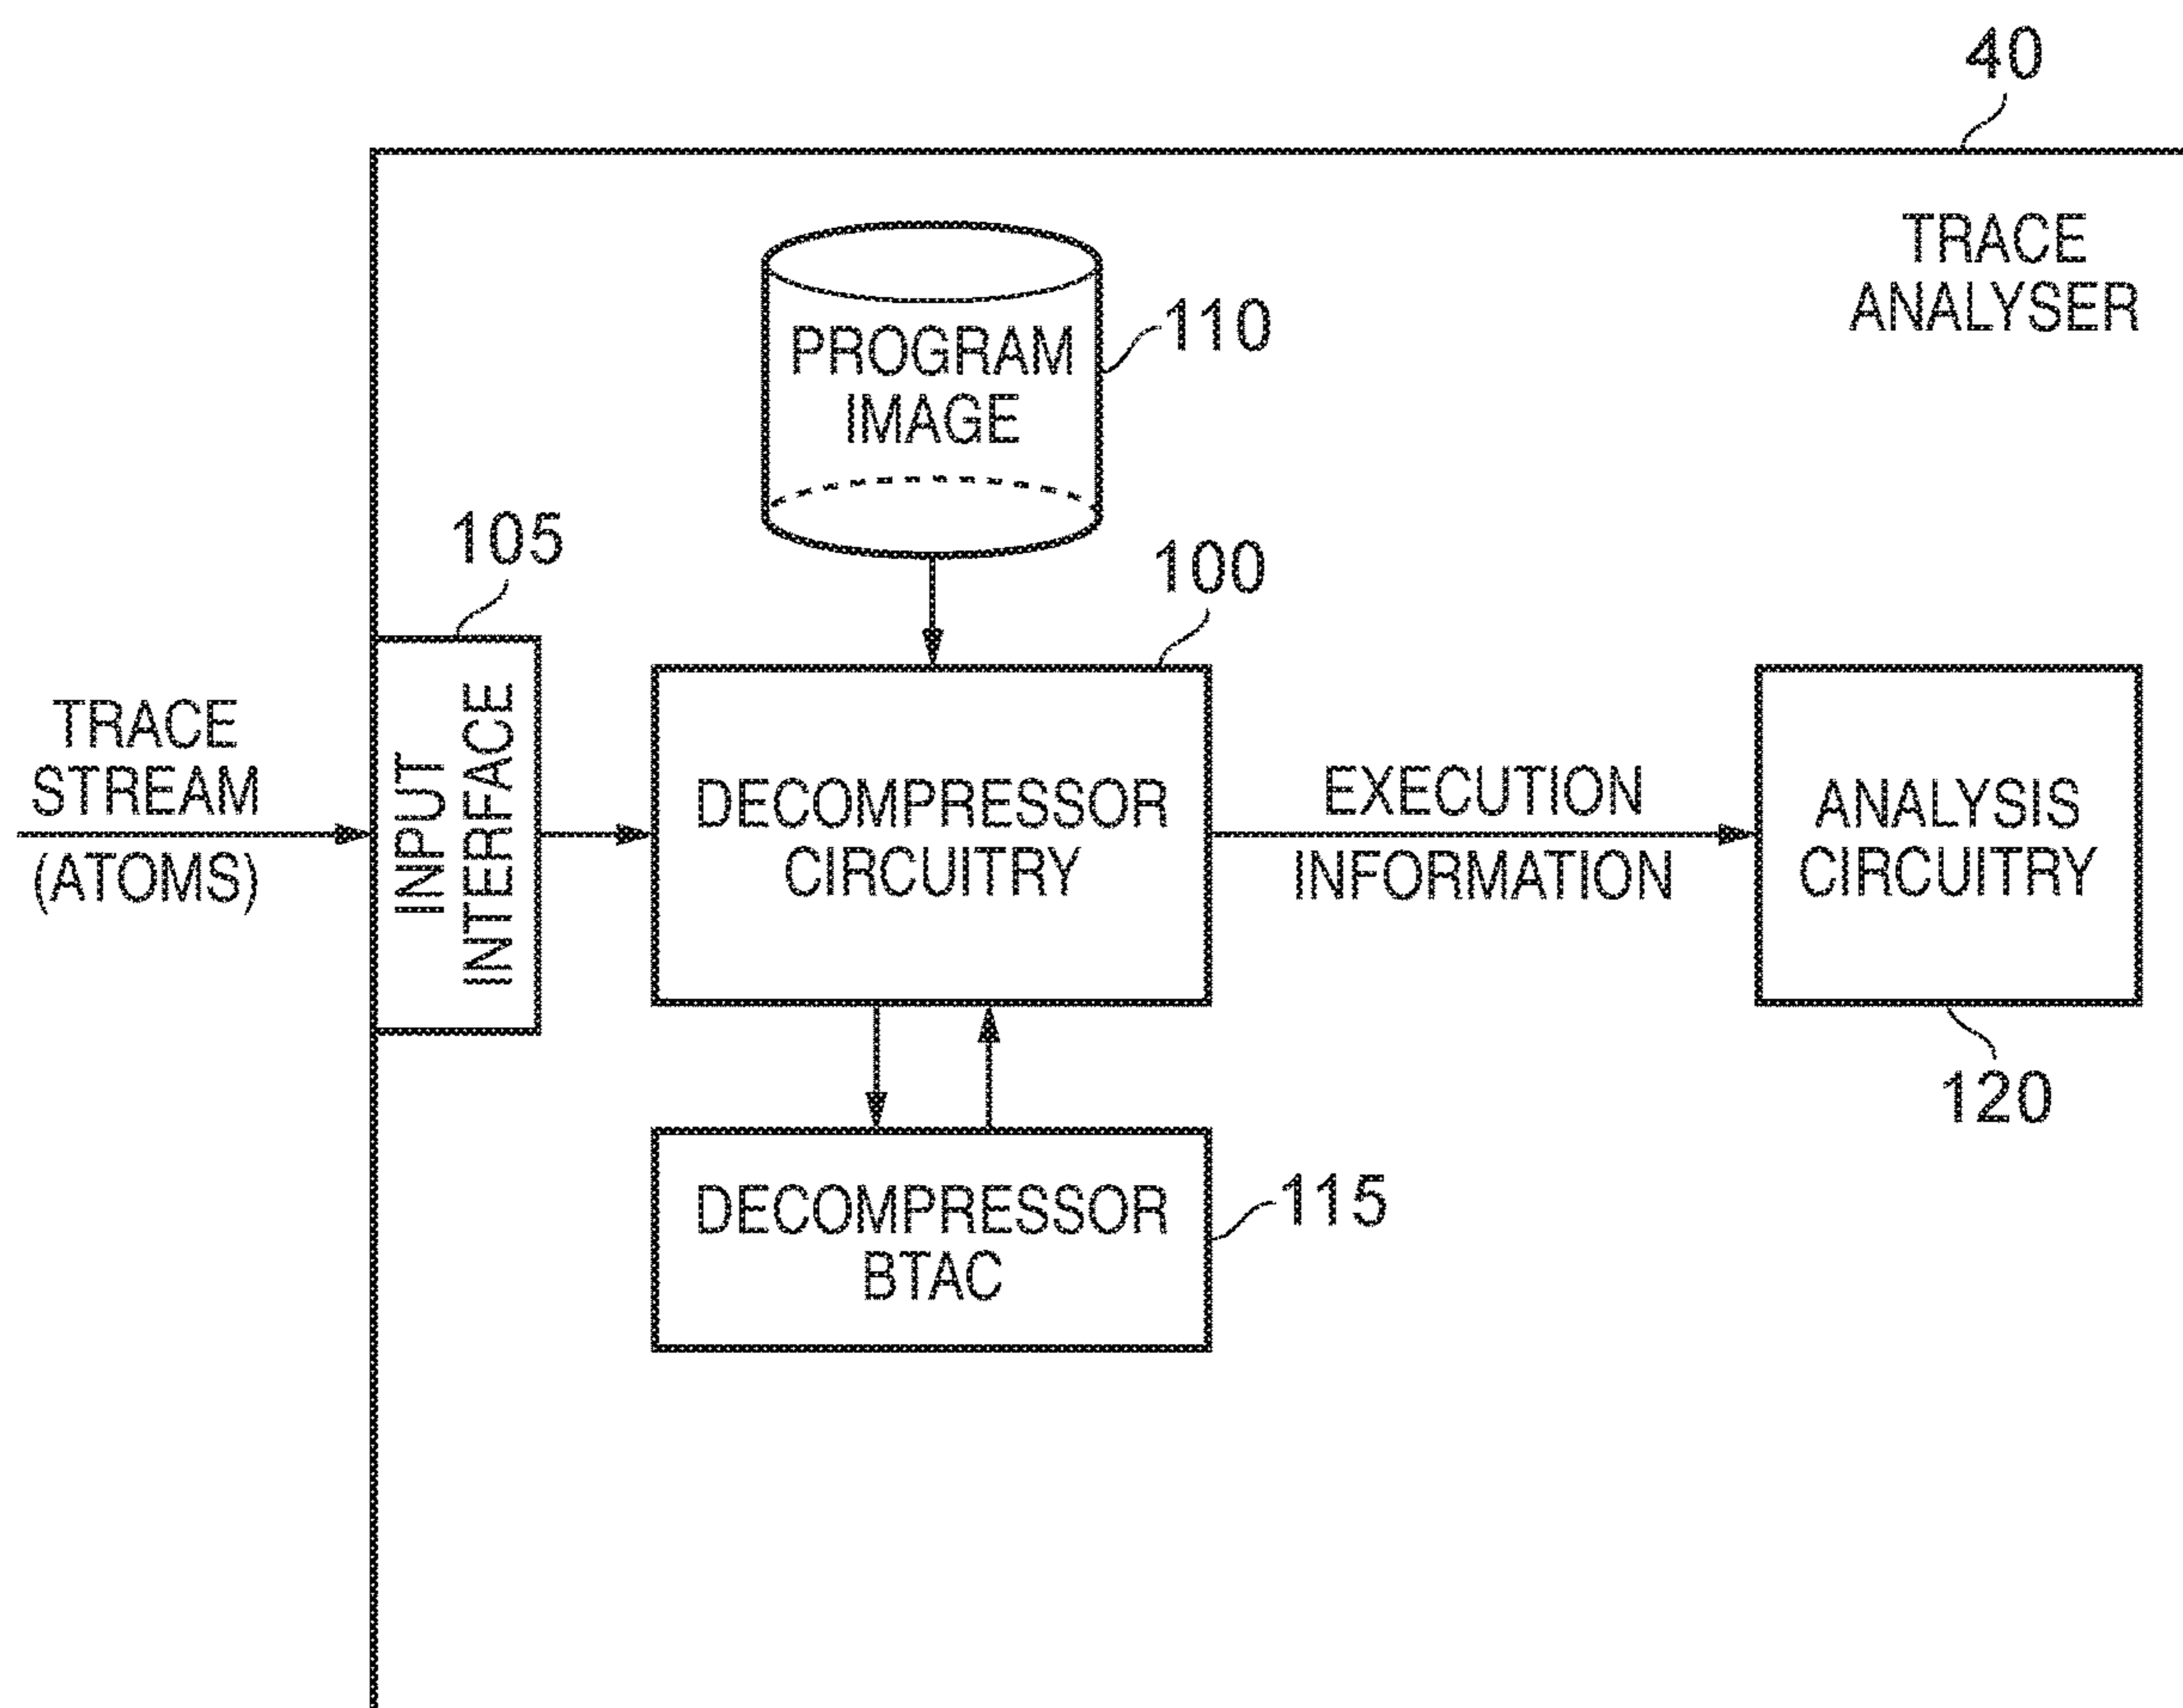 40
TRACE
ANALYSER
PROGRAM
IMAGE
110
105
100
TRACE
STREAM
(ATOMS)
INPUT
INTERFACE
DECOMPRESSOR
CIRCUITRY
EXECUTION
INFORMATION
ANALYSIS
CIRCUITRY
120
DECOMPRESSOR
BTAC
115